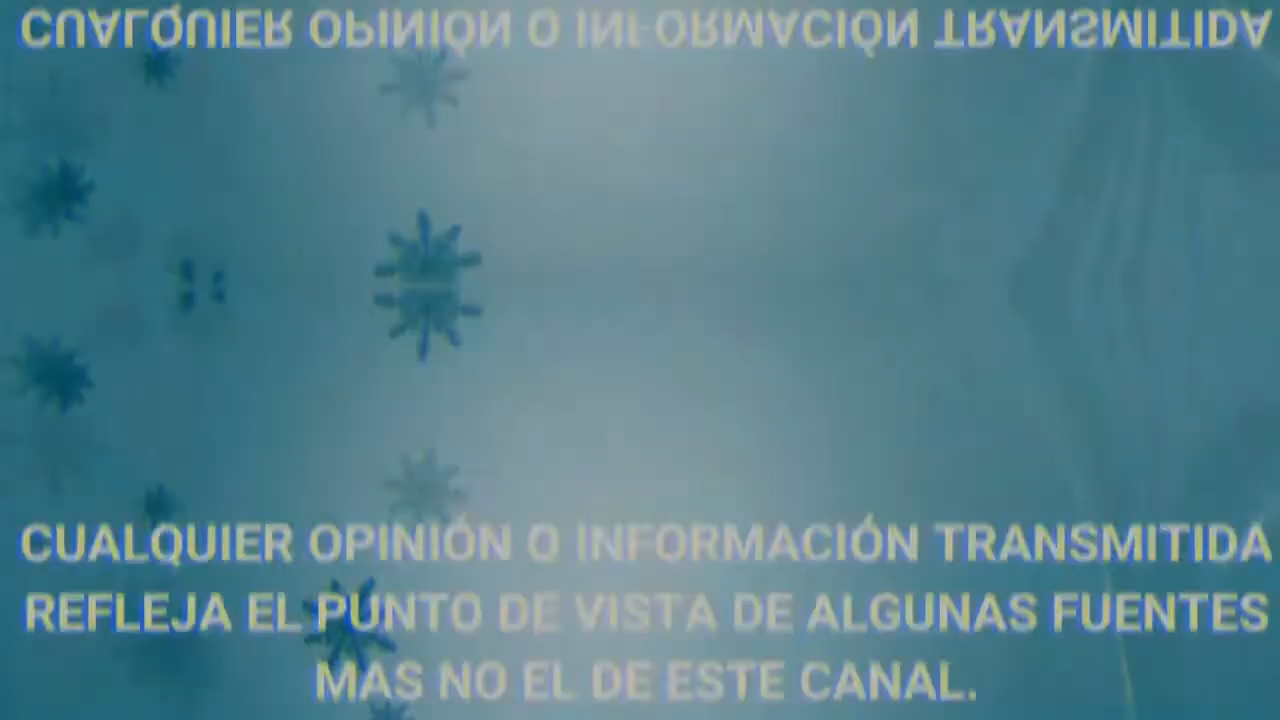 CUALQUIER OPINIÓN O INFORMACIÓN TRANSMITIDA
CUALQUIER OPINIÓN O INFORMACIÓN TRANSMITIDA
REFLEJA EL PUNTO DE VISTA DE ALGUNAS FUENTES
MAS NO EL DE ESTE CANAL.